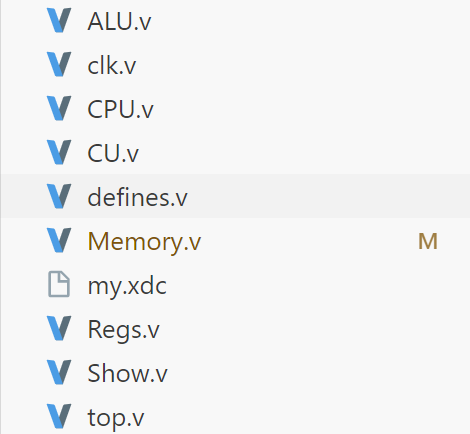 ALU.v
clk.v
CPU.v
CU.v
defines.v
Memory.v M
my.xdc
Regs.v
Show.v
top.v